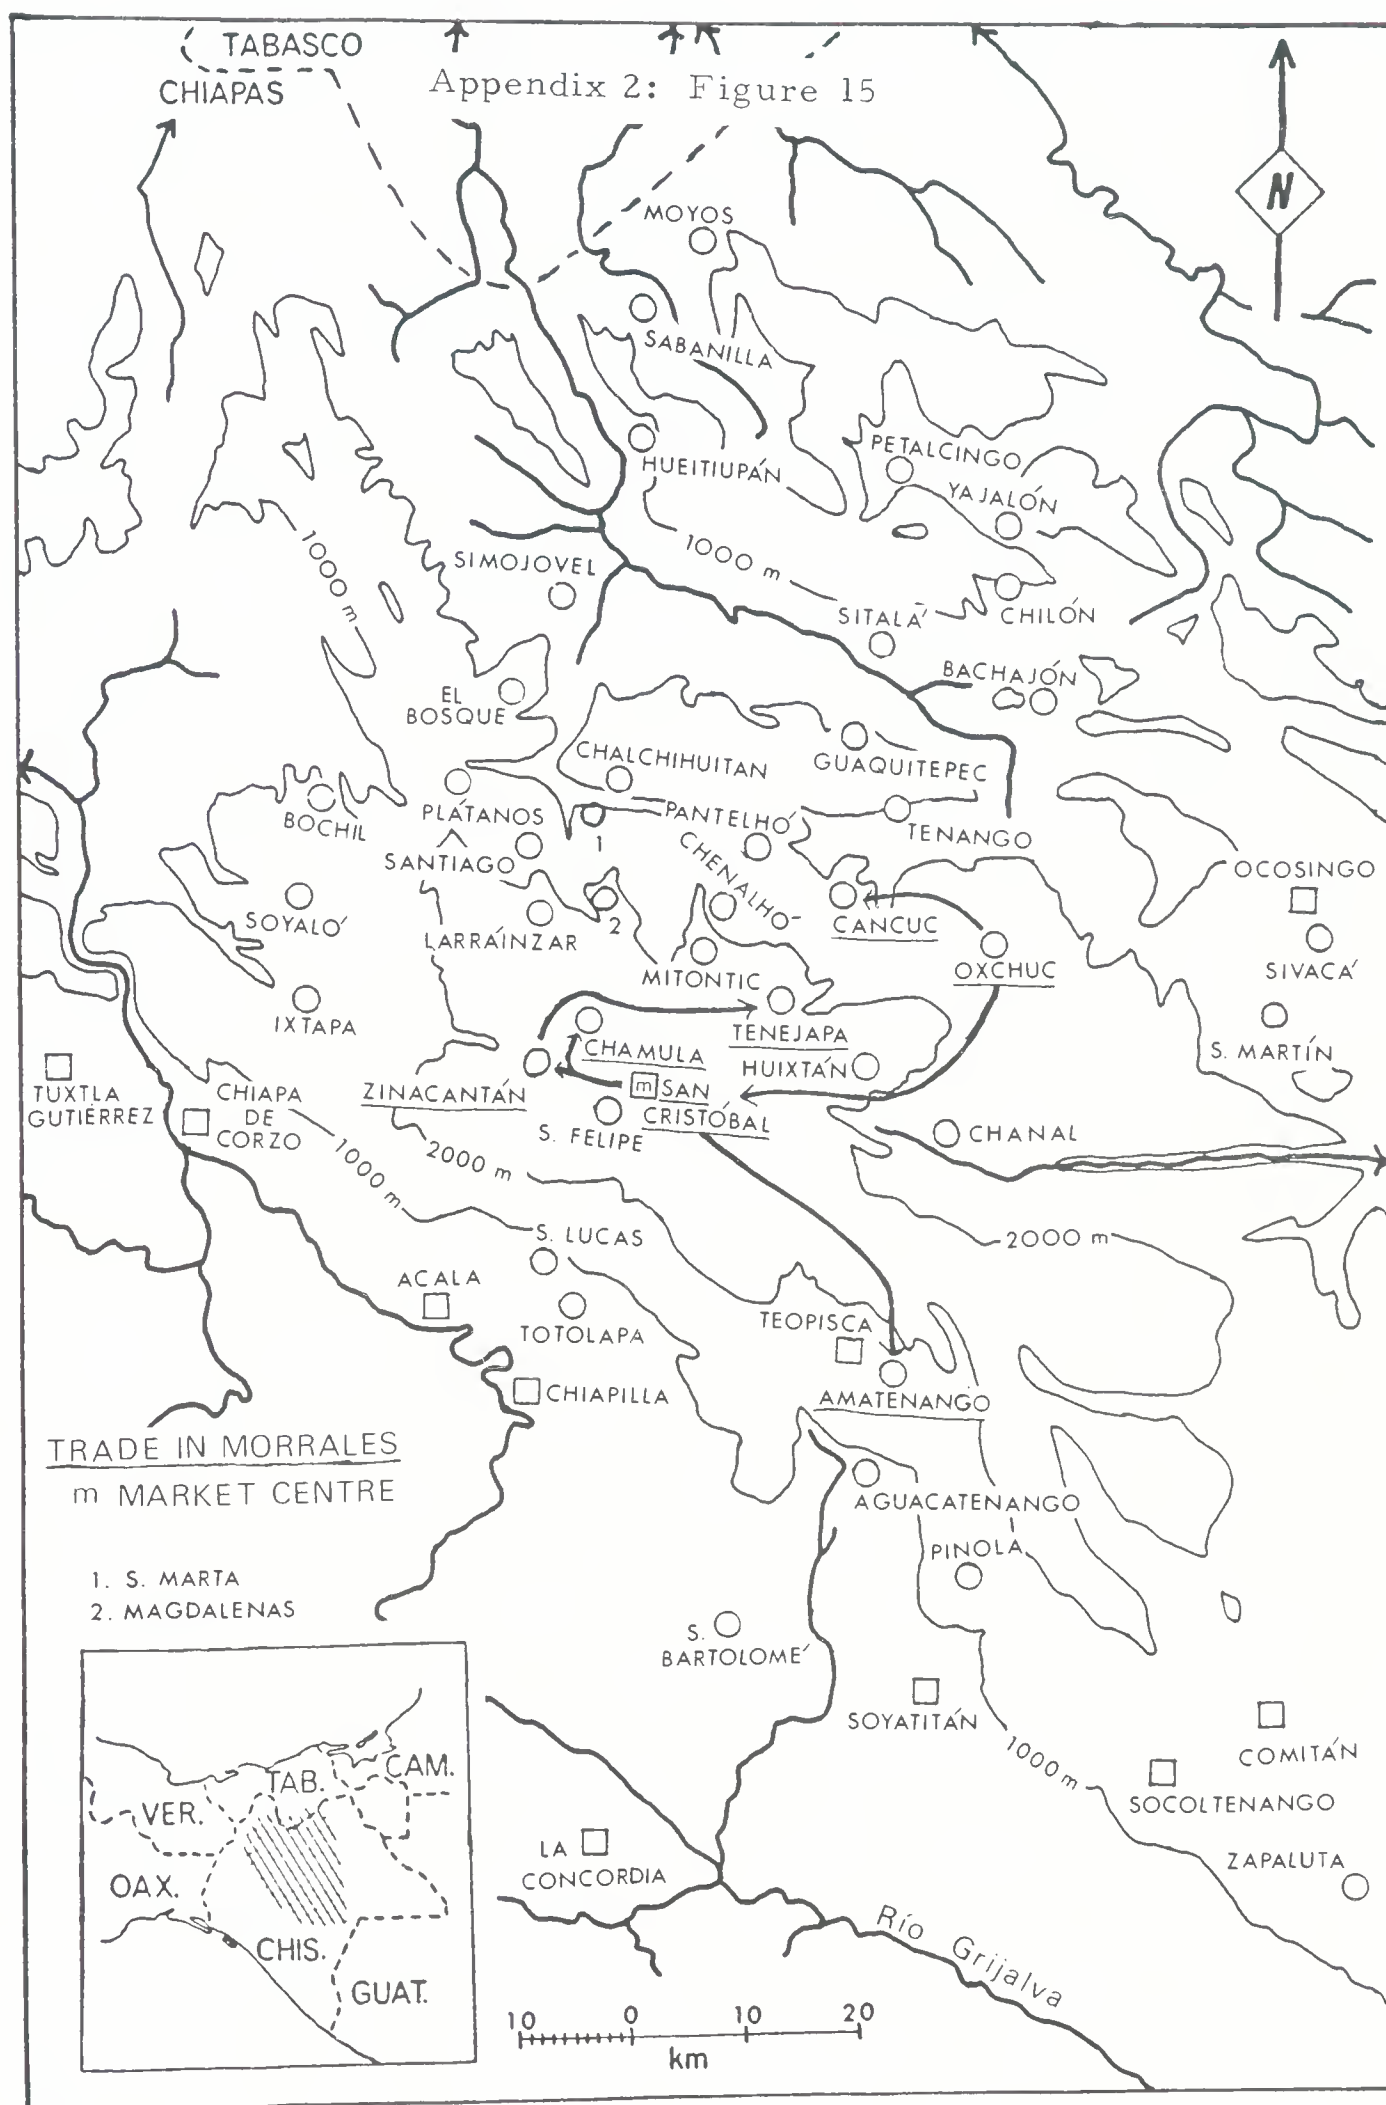 TABASCO
CHIAPAS
Appendix 2: Figure 15
N
MOYOS
SABANILLA
HUEITIUPÁN
PETALCINGO
YAJALÓN
1000 m
1000 m
SIMOJOVEL
CHILÓN
SITALÁ
BACHAJÓN
EL
BOSQUE
CHALCHIHUITAN
GUAQUITEPEC
BOCHIL
PLÁTANOS
1
PANTELHÓ
TENANGO
SANTIAGO
CHENALHÓ
OCOSINGO
SOYALÓ
LARRAÍNZAR
2
CANCUC
OXCHUC
SIVACÁ
MITONTIC
IXTAPA
TENEJAPA
CHAMULA
HUIXTÁN
S. MARTÍN
TUXTLA
GUTIÉRREZ
CHIAPA
DE
CORZO
ZINACANTÁN
m SAN
CRISTÓBAL
S. FELIPE
CHANAL
1000 m
2000 m
2000 m
S. LUCAS
ACALA
TOTOLAPA
TEOPISCA
CHIAPILLA
AMATENANGO
TRADE IN MORRALES
m MARKET CENTRE
AGUACATENANGO
PINOLA
1. S. MARTA
2. MAGDALENAS
S.
BARTOLOMÉ
SOYATITÁN
1000 m
COMITÁN
SOCOLTENANGO
ZAPALUTA
LA
CONCORDIA
Río Grijalva
TAB.
CAM.
VER.
OAX.
CHIS.
GUAT.
10 0 10 20
km